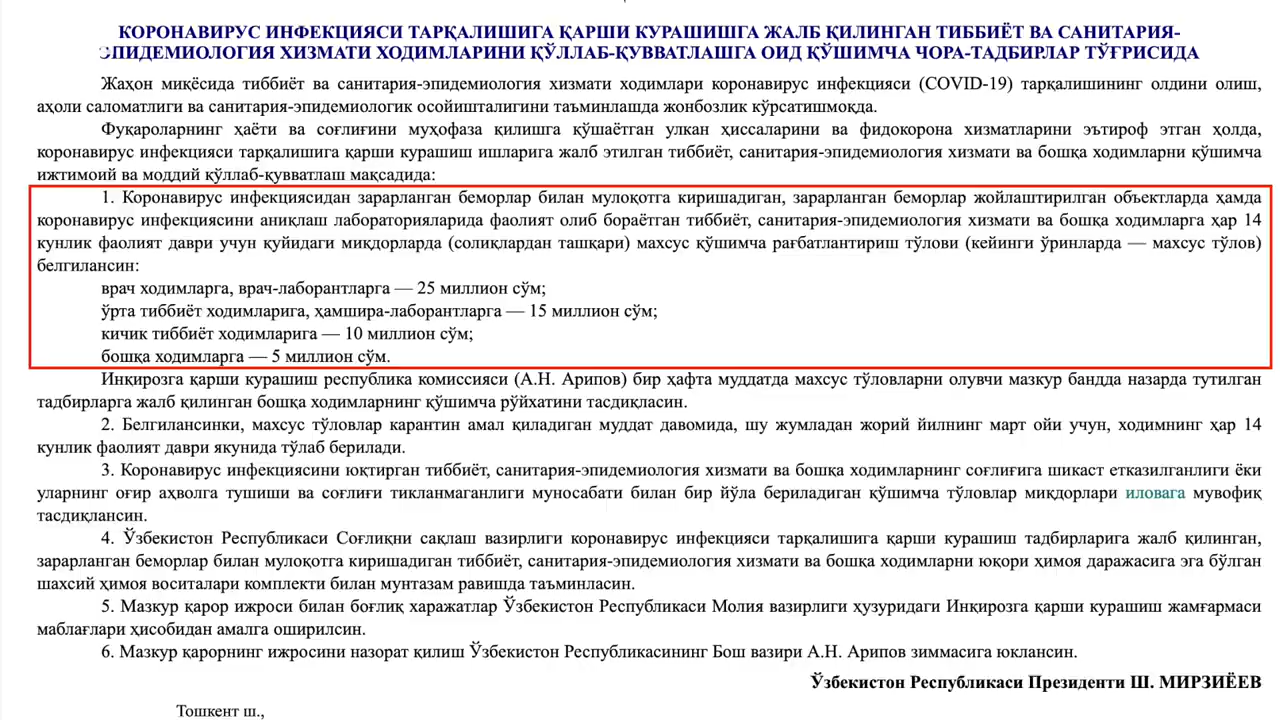 КОРОНАВИРУС ИНФЕКЦИЯСИ ТАРҚАЛИШИГА ҚАРШИ КУРАШИШГА ЖАЛБ ҚИЛИНГАН ТИББИЁТ ВА САНИТАРИЯ-
ЭПИДЕМИОЛОГИЯ ХИЗМАТИ ХОДИМЛАРИНИ ҚЎЛЛАБ-ҚУВВАТЛАШГА ОИД ҚЎШИМЧА ЧОРА-ТАДБИРЛАР ТЎҒРИСИДА
Жаҳон миқёсида тиббиёт ва санитария-эпидемиология хизмати ходимлари коронавирус инфекцияси (COVID-19) тарқалишининг олдини олиш,
аҳоли саломатлиги ва санитария-эпидемиологик осойишталигини таъминлашда жонбозлик кўрсатишмоқда.
Фуқароларнинг ҳаёти ва соғлиғини муҳофаза қилишга қўшаётган улкан ҳиссаларини ва фидокорона хизматларини эътироф этган ҳолда,
коронавирус инфекцияси тарқалишига қарши курашиш ишларига жалб этилган тиббиёт, санитария-эпидемиология хизмати ва бошқа ходимларни қўшимча
ижтимоий ва моддий қўллаб-қувватлаш мақсадида:
1. Коронавирус инфекциясидан зарарланган беморлар билан мулоқотга киришадиган, зарарланган беморлар жойлаштирилган объектларда ҳамда
коронавирус инфекциясини аниқлаш лабораторияларида фаолият олиб бораётган тиббиёт, санитария-эпидемиология хизмати ва бошқа ходимларга ҳар 14
кунлик фаолият даври учун қуйидаги миқдорларда (солиқлардан ташқари) махсус қўшимча рағбатлантириш тўлови (кейинги ўринларда — махсус тўлов)
белгилансин:
врач ходимларга, врач-лаборантларга — 25 миллион сўм;
ўрта тиббиёт ходимларига, ҳамшира-лаборантларга — 15 миллион сўм;
кичик тиббиёт ходимларига — 10 миллион сўм;
бошқа ходимларга — 5 миллион сўм.
Инқирозга қарши курашиш республика комиссияси (А.Н. Арипов) бир ҳафта муддатда махсус тўловларни олувчи мазкур бандда назарда тутилган
тадбирларга жалб қилинган бошқа ходимларнинг қўшимча рўйхатини тасдиқласин.
2. Белгилансинки, махсус тўловлар карантин амал қиладиган муддат давомида, шу жумладан жорий йилнинг март ойи учун, ходимнинг ҳар 14
кунлик фаолият даври якунида тўлаб берилади.
3. Коронавирус инфекциясини юқтирган тиббиёт, санитария-эпидемиология хизмати ва бошқа ходимларнинг соғлиғига шикаст етказилганлиги ёки
уларнинг оғир аҳволга тушиши ва соғлиғи тикланмаганлиги муносабати билан бир йўла бериладиган қўшимча тўловлар миқдорлари иловага мувофиқ
тасдиқлансин.
4. Ўзбекистон Республикаси Соғлиқни сақлаш вазирлиги коронавирус инфекцияси тарқалишига қарши курашиш тадбирларига жалб қилинган,
зарарланган беморлар билан мулоқотга киришадиган тиббиёт, санитария-эпидемиология хизмати ва бошқа ходимларни юқори ҳимоя даражасига эга бўлган
шахсий ҳимоя воситалари комплекти билан мунтазам равишда таъминласин.
5. Мазкур қарор ижроси билан боғлиқ харажатлар Ўзбекистон Республикаси Молия вазирлиги ҳузуридаги Инқирозга қарши курашиш жамғармаси
маблағлари ҳисобидан амалга оширилсин.
6. Мазкур қарорнинг ижросини назорат қилиш Ўзбекистон Республикасининг Бош вазири А.Н. Арипов зиммасига юклансин.
Ўзбекистон Республикаси Президенти Ш. МИРЗИЁЕВ
Тошкент ш.,